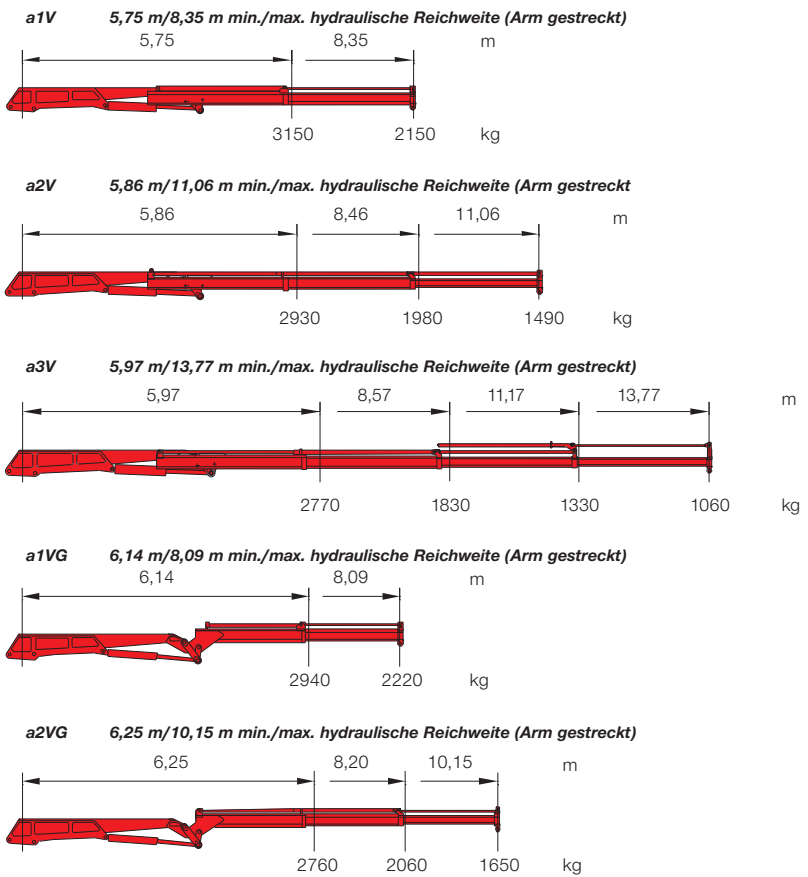 a1V 5,75 m/8,35 m min./max. hydraulische Reichweite (Arm gestreckt)
5,75 8,35 m
3150 2150 kg
a2V 5,86 m/11,06 m min./max. hydraulische Reichweite (Arm gestreckt
5,86 8,46 11,06 m
2930 1980 1490 kg
a3V 5,97 m/13,77 m min./max. hydraulische Reichweite (Arm gestreckt)
5,97 8,57 11,17 13,77 m
2770 1830 1330 1060 kg
a1VG 6,14 m/8,09 m min./max. hydraulische Reichweite (Arm gestreckt)
6,14 8,09 m
2940 2220 kg
a2VG 6,25 m/10,15 m min./max. hydraulische Reichweite (Arm gestreckt)
6,25 8,20 10,15 m
2760 2060 1650 kg